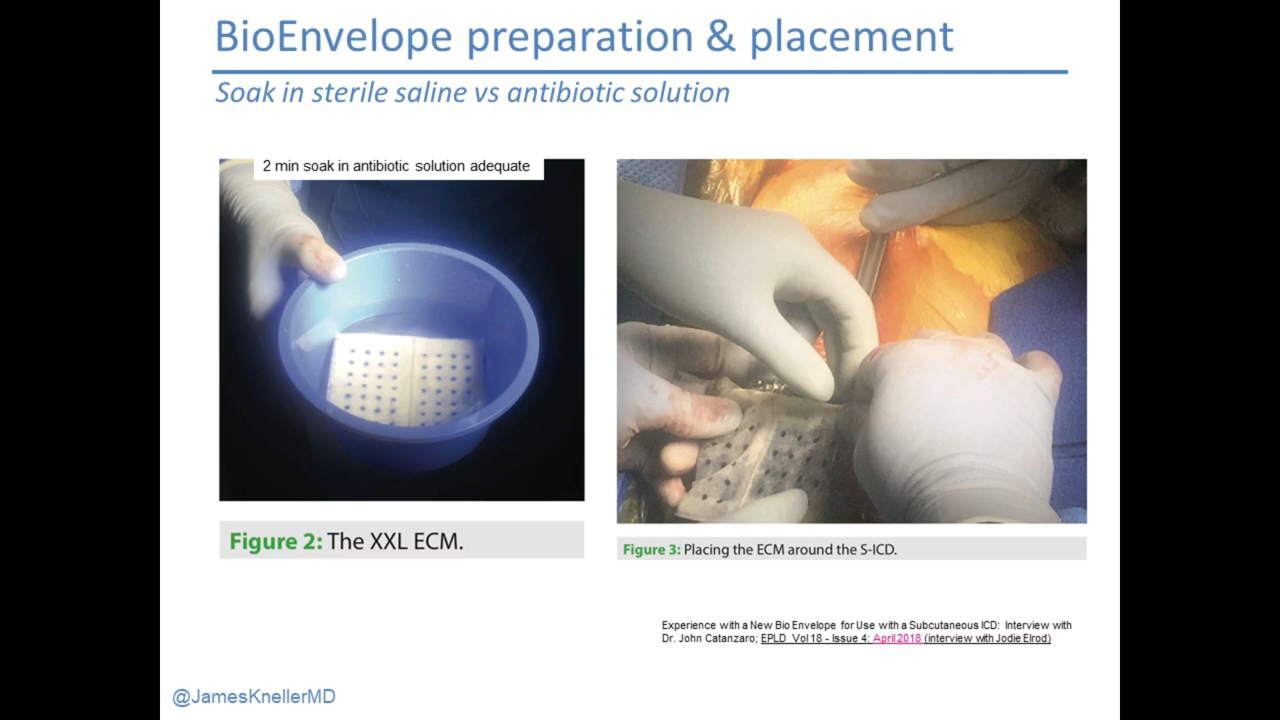 BioEnvelope preparation & placement
Soak in sterile saline vs antibiotic solution
2 min soak in antibiotic solution adequate
Figure 2: The XXL ECM.
Figure 3: Placing the ECM around the S-ICD.
Experience with a New Bio Envelope for Use with a Subcutaneous ICD: Interview with
Dr. John Catanzaro; EPLD Vol 18 - Issue 4; April 2018 (interview with Jodie Elrod)
@JamesKnellerMD